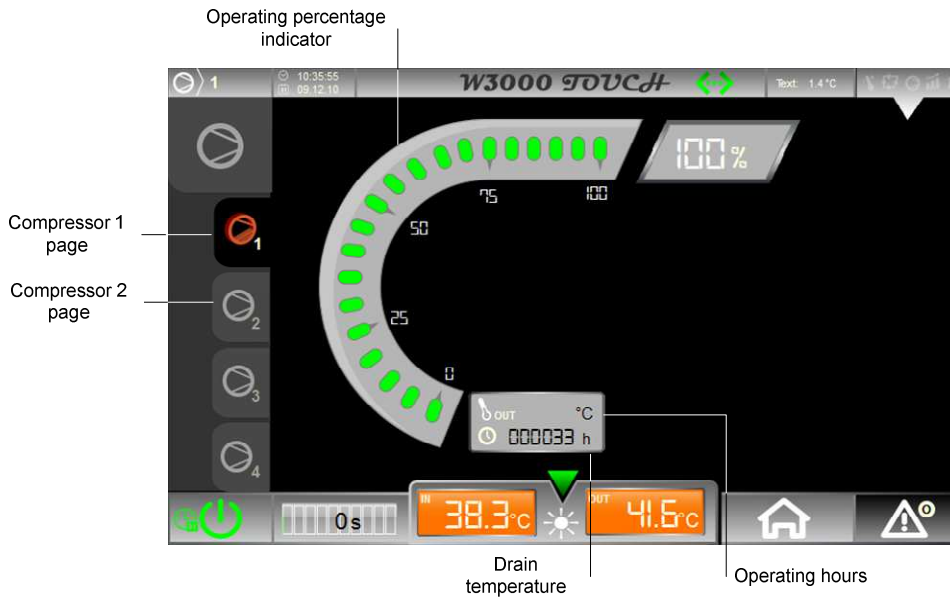 Operating percentage
indicator
1
10:35:55
09.12.10
W3000 TOUCH
Text: 1.4 °C
100%
75
100
Compressor 1
page
1
50
Compressor 2
page
2
25
0
3
OUT °C
000033 h
4
IN
38.3°C
OUT
41.6°C
0 s
0
Drain
temperature
Operating hours